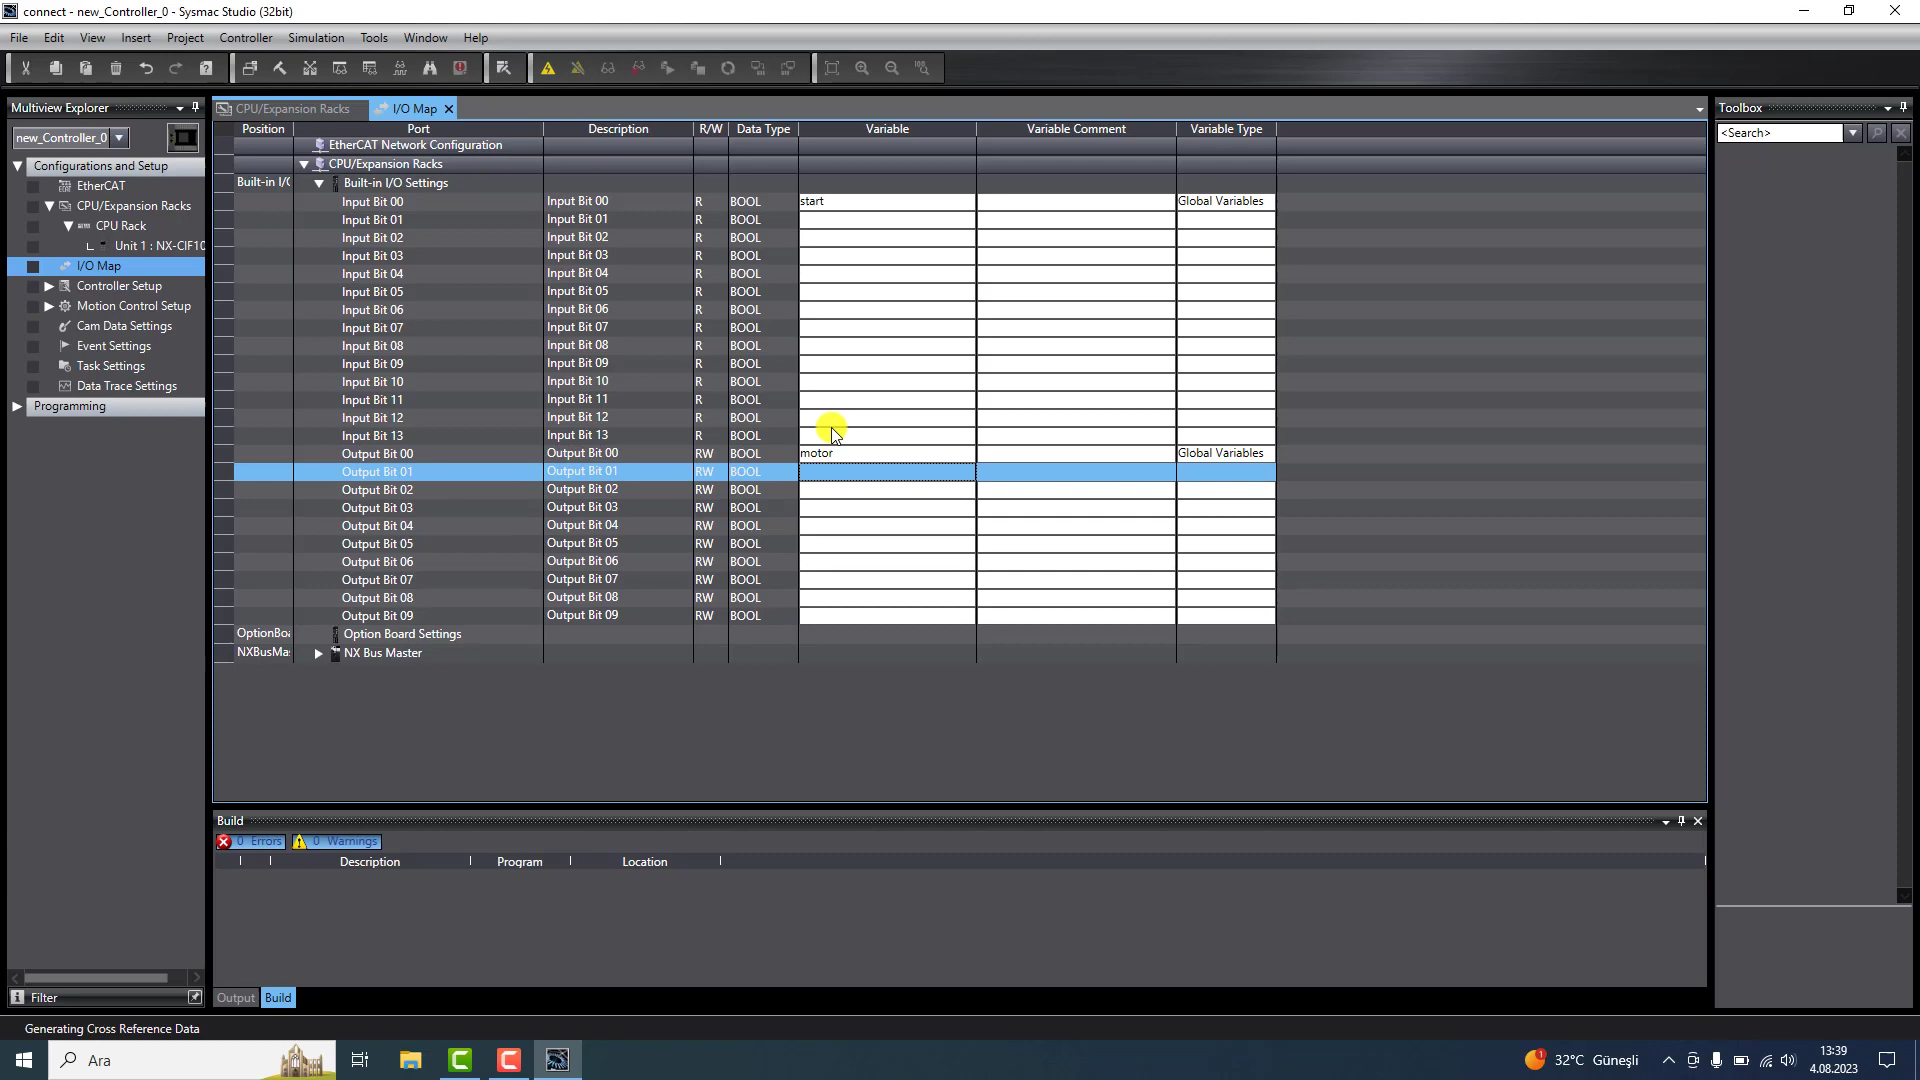 connect - new_Controller_0 - Sysmac Studio (32bit)
File Edit View Insert Project Controller Simulation Tools Window Help
Multiview Explorer
new_Controller_0
Configurations and Setup
EtherCAT
CPU/Expansion Racks
CPU Rack
Unit 1 : NX-CIF10
I/O Map
Controller Setup
Motion Control Setup
Cam Data Settings
Event Settings
Task Settings
Data Trace Settings
Programming
Filter
CPU/Expansion Racks I/O Map
Position Port Description R/W Data Type Variable Variable Comment Variable Type
EtherCAT Network Configuration
CPU/Expansion Racks
Built-in I/O Built-in I/O Settings
Input Bit 00 Input Bit 00 R BOOL start Global Variables
Input Bit 01 Input Bit 01 R BOOL
Input Bit 02 Input Bit 02 R BOOL
Input Bit 03 Input Bit 03 R BOOL
Input Bit 04 Input Bit 04 R BOOL
Input Bit 05 Input Bit 05 R BOOL
Input Bit 06 Input Bit 06 R BOOL
Input Bit 07 Input Bit 07 R BOOL
Input Bit 08 Input Bit 08 R BOOL
Input Bit 09 Input Bit 09 R BOOL
Input Bit 10 Input Bit 10 R BOOL
Input Bit 11 Input Bit 11 R BOOL
Input Bit 12 Input Bit 12 R BOOL
Input Bit 13 Input Bit 13 R BOOL
Output Bit 00 Output Bit 00 RW BOOL motor Global Variables
Output Bit 01 Output Bit 01 RW BOOL
Output Bit 02 Output Bit 02 RW BOOL
Output Bit 03 Output Bit 03 RW BOOL
Output Bit 04 Output Bit 04 RW BOOL
Output Bit 05 Output Bit 05 RW BOOL
Output Bit 06 Output Bit 06 RW BOOL
Output Bit 07 Output Bit 07 RW BOOL
Output Bit 08 Output Bit 08 RW BOOL
Output Bit 09 Output Bit 09 RW BOOL
OptionBoa Option Board Settings
NXBusMas NX Bus Master
Build
0 Errors 0 Warnings
Description Program Location
Output Build
Toolbox
<Search>
Generating Cross Reference Data
Ara
1 32°C Güneşli
13:39
4.08.2023